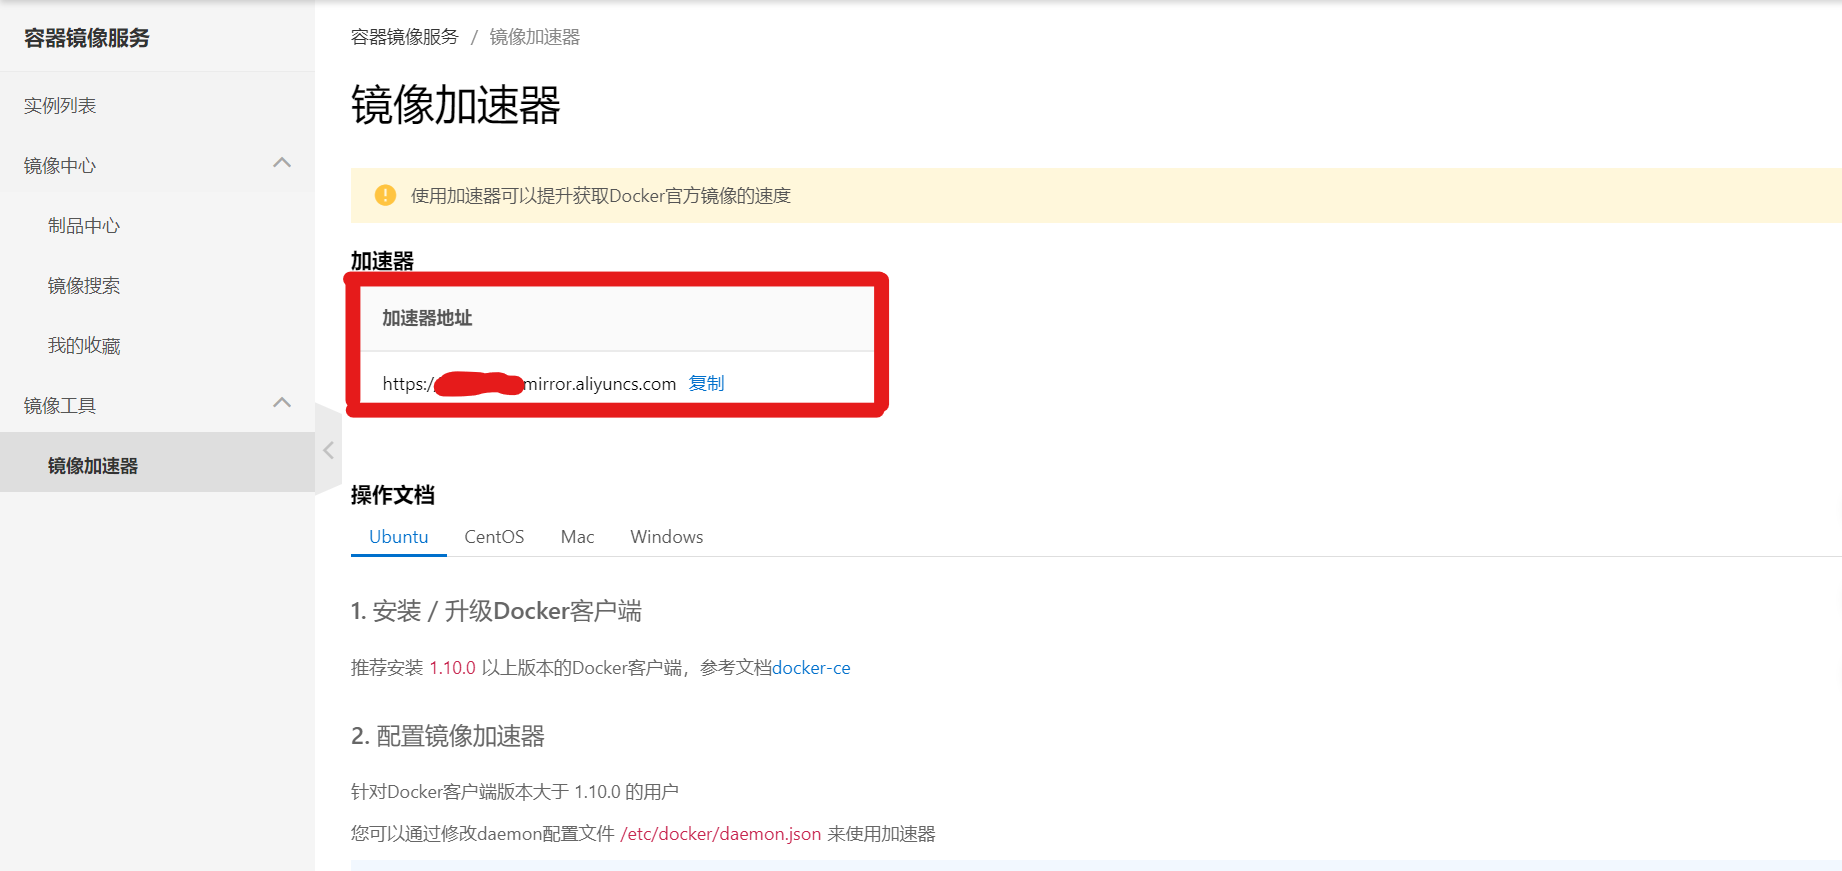 容器镜像服务
实例列表
镜像中心
制品中心
镜像搜索
我的收藏
镜像工具
镜像加速器
容器镜像服务 / 镜像加速器
镜像加速器
使用加速器可以提升获取Docker官方镜像的速度
加速器
加速器地址
https:/ mirror.aliyuncs.com 复制
操作文档
Ubuntu CentOS Mac Windows
1. 安装 / 升级Docker客户端
推荐安装 1.10.0 以上版本的Docker客户端，参考文档docker-ce
2. 配置镜像加速器
针对Docker客户端版本大于 1.10.0 的用户
您可以通过修改daemon配置文件 /etc/docker/daemon.json 来使用加速器